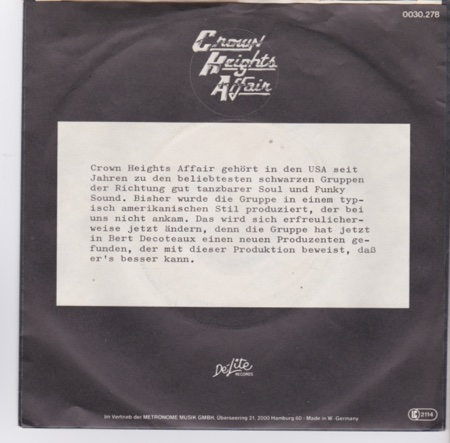 0030.278
Crown
Heights
Affair
Crown Heights Affair gehört in den USA seit
Jahren zu den beliebtesten schwarzen Gruppen
der Richtung gut tanzbarer Soul und Funky
Sound. Bisher wurde die Gruppe in einem typ-
isch amerikanischen Stil produziert, der bei
uns nicht ankam. Das wird sich erfreulicher-
weise jetzt ändern, denn die Gruppe hat jetzt
in Bert Decoteaux einen neuen Produzenten ge-
funden, der mit dieser Produktion beweist, daß
er's besser kann.
De-Lite
RECORDS
Im Vertrieb der METRONOME MUSIK GMBH, Überseering 21, 2000 Hamburg 60 · Made in W. Germany
2114